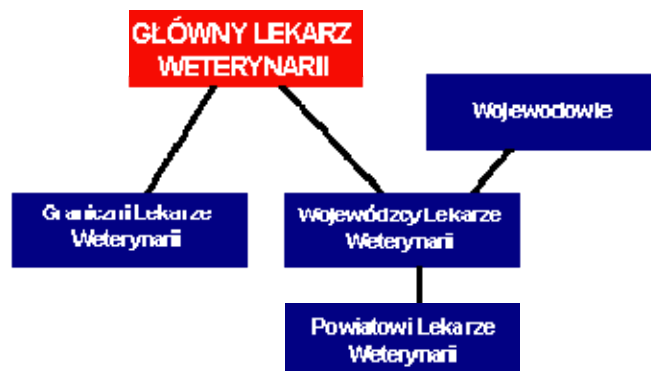 GŁÓWNY LEKARZ
WETERYNARII
Wojewodowie
Graniczni Lekarze
Weterynarii
Wojewódzcy Lekarze
Weterynarii
Powiatowi Lekarze
Weterynarii